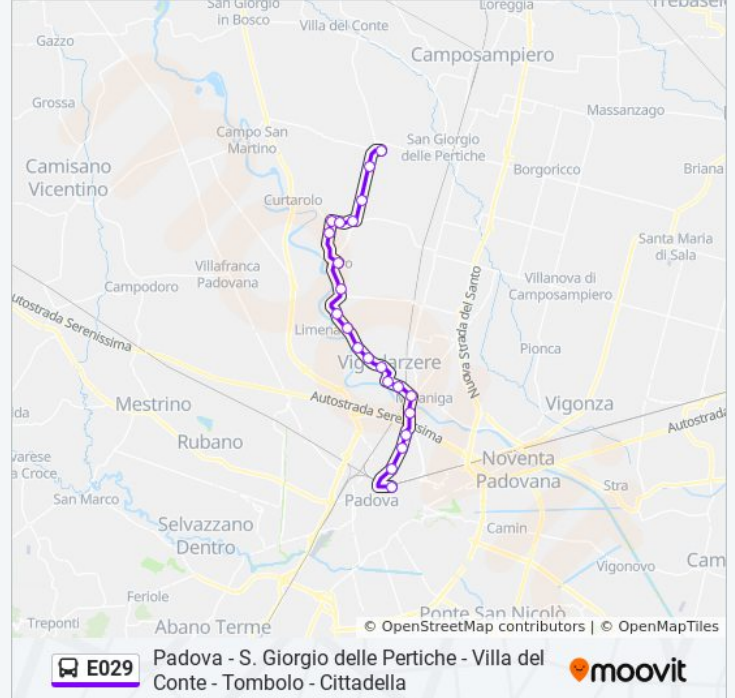 San Giorgio
in Bosco
Loreggia
Villa del Conte
Gazzo
Camposampiero
Grossa
Massanzago
Campo San
Martino
San Giorgio
delle Pertiche
Camisano
Vicentino
Borgoricco
Briana
Curtarolo
Santa Maria
di Sala
Villafranca
Padovana
Campodoro
Villanova di
Camposampiero
Autostrada Serenissima
Nuova Strada del Santo
Limena
Pionca
Mestrino
Vigonza
Autostrada Serenissima
Autostrada
Rubano
Noventa
Padovana
Stra
San Marco
Padova
Selvazzano
Dentro
Camin
Vigonovo
Feriole
Treponti
Abano Terme
Ponte San Nicolò
© OpenStreetMap contributors | © OpenMapTiles
E029
Padova - S. Giorgio delle Pertiche - Villa del
Conte - Tombolo - Cittadella
moovit